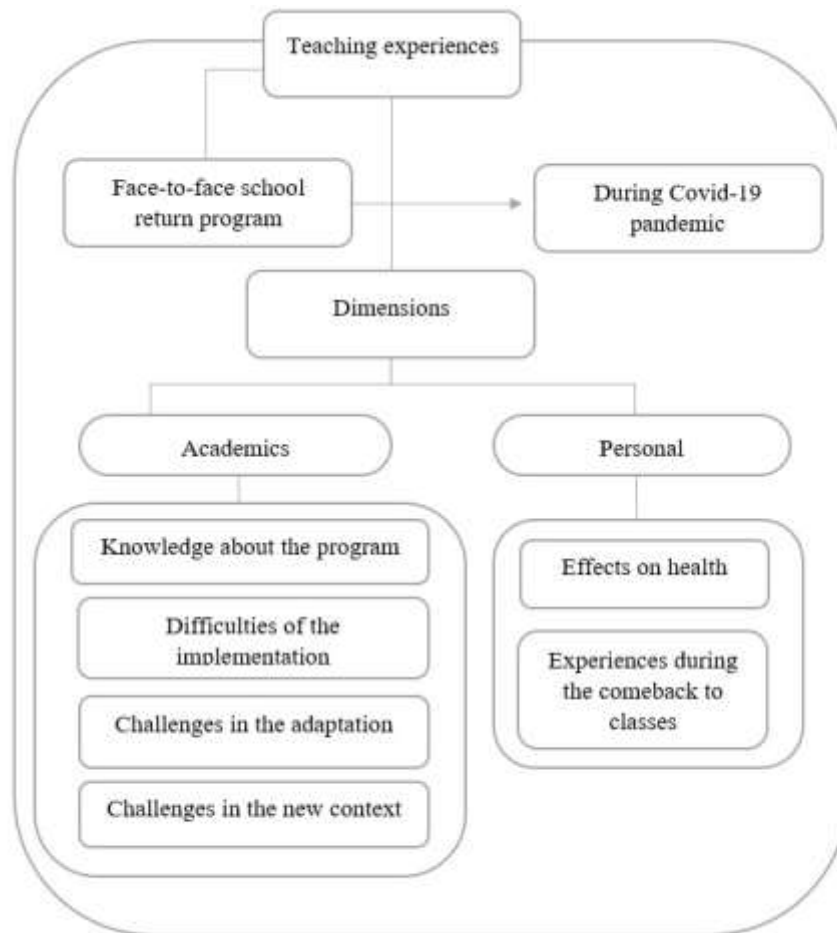 Teaching experiences
Face-to-face school
return program
During Covid-19
pandemic
Dimensions
Academics
Personal
Knowledge about the program
Difficulties of the
implementation
Challenges in the adaptation
Challenges in the new context
Effects on health
Experiences during
the comeback to
classes